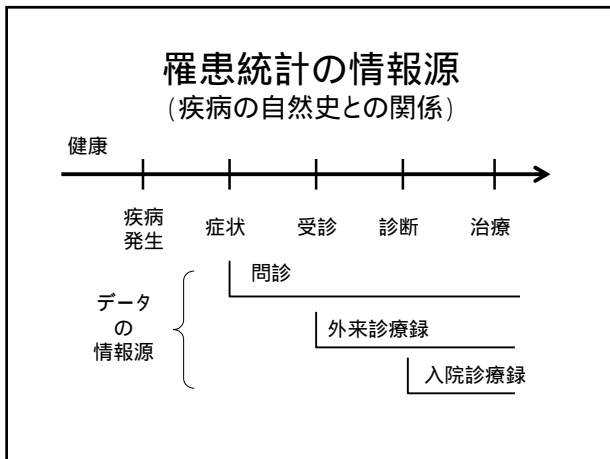 罹患統計の情報源
(疾病の自然史との関係)
健康
疾病
発生
症状
受診
診断
治療
データ
の
情報源
問診
外来診療録
入院診療録